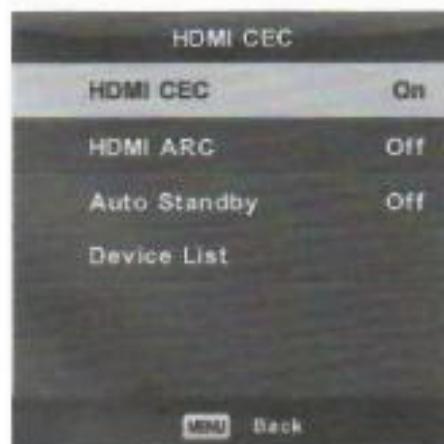 HDMI CEC
HDMI CEC On
HDMI ARC Off
Auto Standby Off
Device List
MENU Back